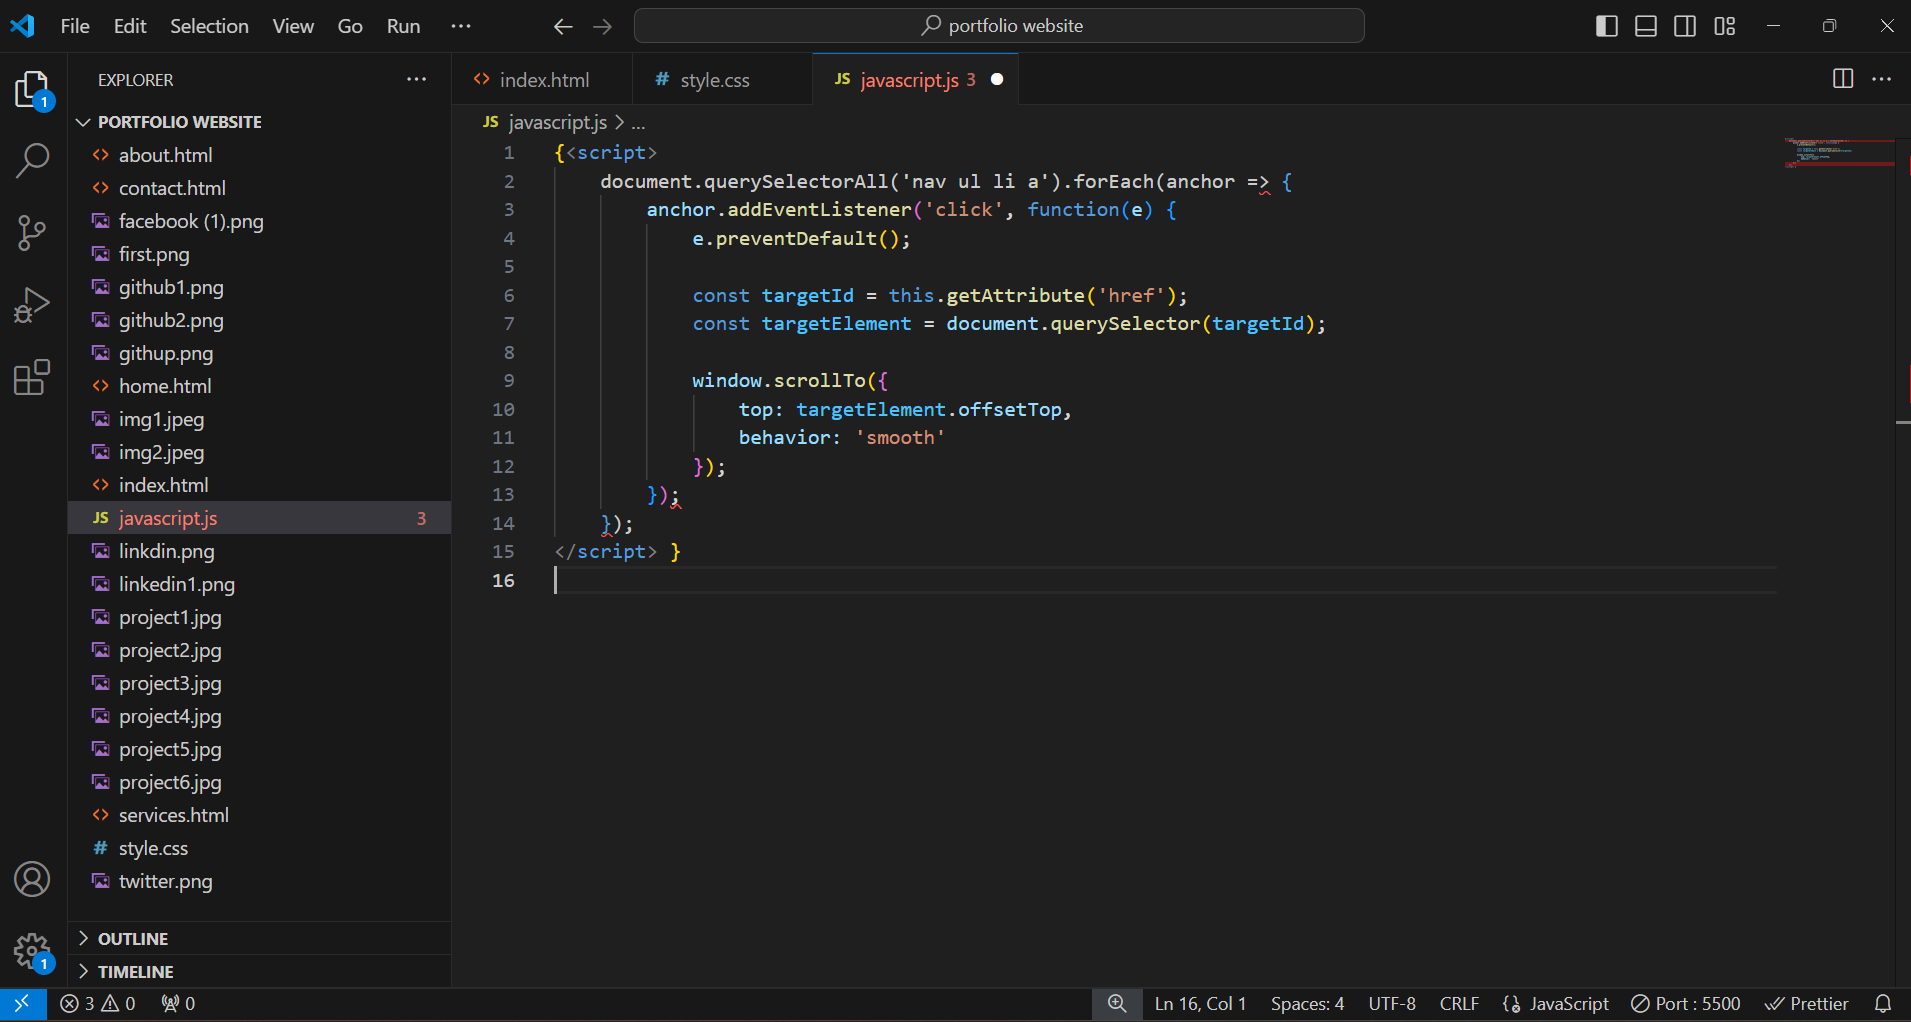 File Edit Selection View Go Run ...
portfolio website
EXPLORER ...
index.html
style.css
JS javascript.js 3
JS javascript.js > ...
PORTFOLIO WEBSITE
about.html
contact.html
facebook (1).png
first.png
github1.png
github2.png
githup.png
home.html
img1.jpeg
img2.jpeg
index.html
JS javascript.js 3
linkdin.png
linkedin1.png
project1.jpg
project2.jpg
project3.jpg
project4.jpg
project5.jpg
project6.jpg
services.html
# style.css
twitter.png
OUTLINE
TIMELINE
1
1
1 {<script>
2 document.querySelectorAll('nav ul li a').forEach(anchor => {
3 anchor.addEventListener('click', function(e) {
4 e.preventDefault();
5
6 const targetId = this.getAttribute('href');
7 const targetElement = document.querySelector(targetId);
8
9 window.scrollTo({
10 top: targetElement.offsetTop,
11 behavior: 'smooth'
12 });
13 });
14 });
15 </script> }
16
3 0 0
Ln 16, Col 1 Spaces: 4 UTF-8 CRLF {} JavaScript Port : 5500 Prettier